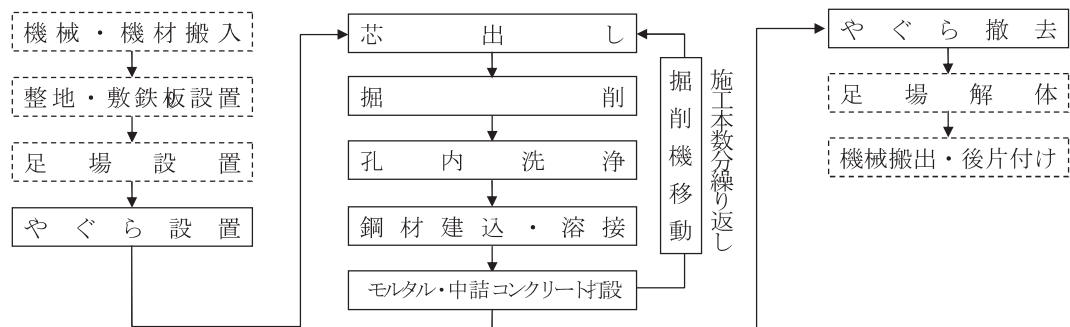 機械・機材搬入
整地・敷鉄板設置
足場設置
やぐら設置
芯出し
掘削
孔内洗浄
鋼材建込・溶接
モルタル・中詰コンクリート打設
掘削機移動
施工本数分繰り返し
やぐら撤去
足場解体
機械搬出・後片付け